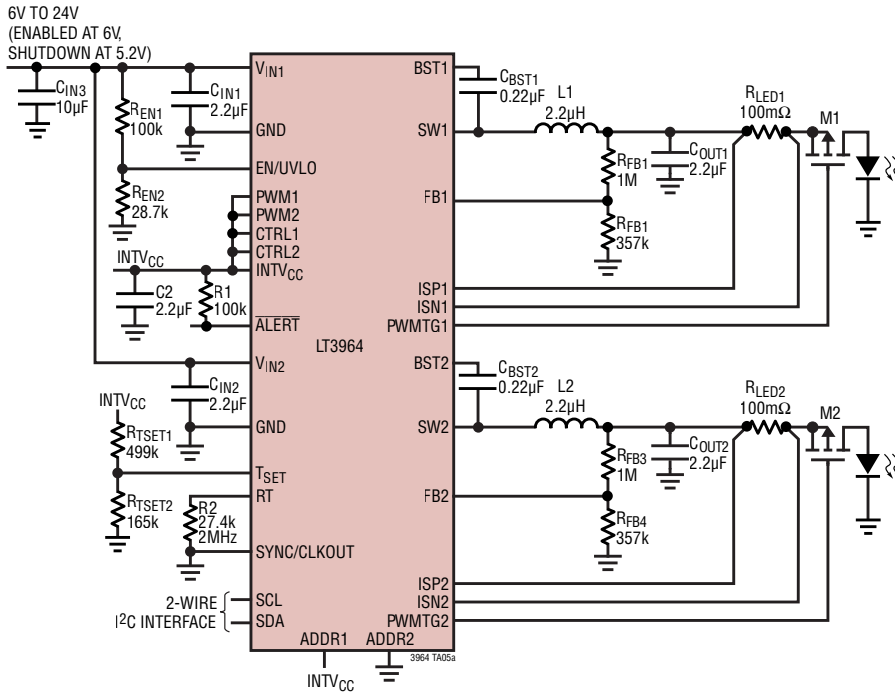 6V TO 24V
(ENABLED AT 6V,
SHUTDOWN AT 5.2V)
CIN3
10µF
REN1
100k
REN2
28.7k
CIN1
2.2µF
INTVCC
C2
2.2µF
R1
100k
CIN2
2.2µF
INTVCC
RTSET1
499k
RTSET2
165k
R2
27.4k
2MHz
2-WIRE
I2C INTERFACE
VIN1
GND
EN/UVLO
PWM1
PWM2
CTRL1
CTRL2
INTVCC
ALERT
LT3964
VIN2
GND
TSET
RT
SYNC/CLKOUT
SCL
SDA
ADDR1
ADDR2
INTVCC
3964 TA05a
BST1
SW1
FB1
ISP1
ISN1
PWMTG1
BST2
SW2
FB2
ISP2
ISN2
PWMTG2
CBST1
0.22µF
L1
2.2µH
RFB1
1M
RFB1
357k
COUT1
2.2µF
RLED1
100mΩ
M1
CBST2
0.22µF
L2
2.2µH
RFB3
1M
RFB4
357k
COUT2
2.2µF
RLED2
100mΩ
M2